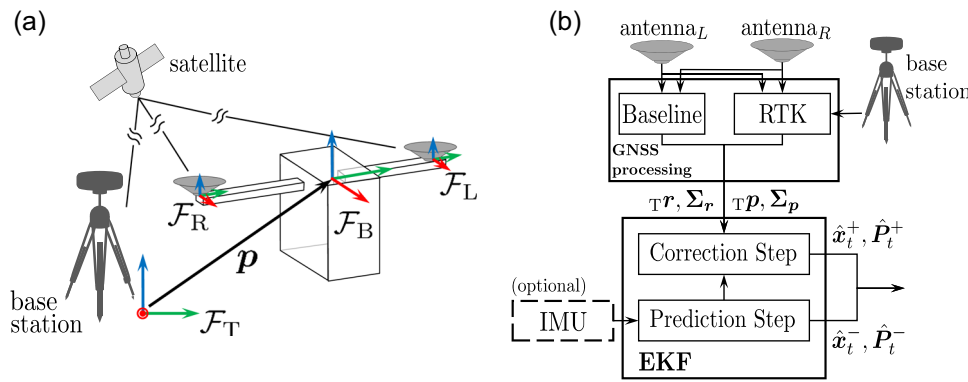 (a)
satellite
𝓕_R
𝓕_B
𝓕_L
p
base
station
𝓕_T
(b)
antenna_L
antenna_R
base
station
Baseline
RTK
GNSS
processing
_T r, Σ_r
_T p, Σ_p
Correction Step
x̂_t^+, P̂_t^+
(optional)
IMU
Prediction Step
x̂_t^-, P̂_t^-
EKF